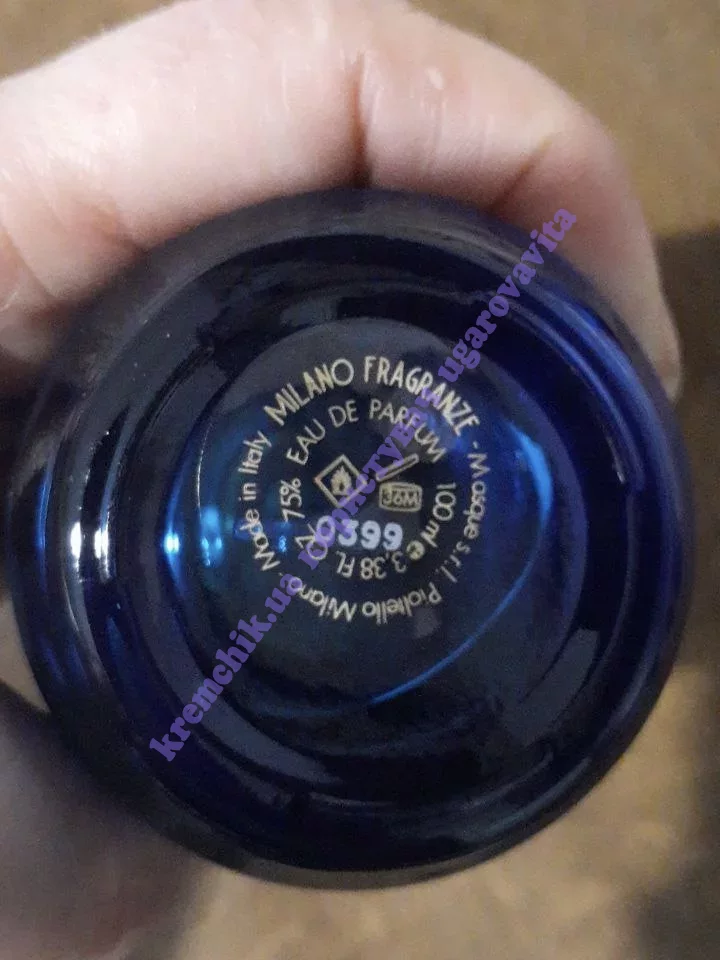 MILANO FRAGRANZE - Masque s.r.l. Pioltello Milano Made in Italy
75% EAU DE PARFUM 100 ml e 3,38 FL
36M
399
kremchik.ua
ugarovavita